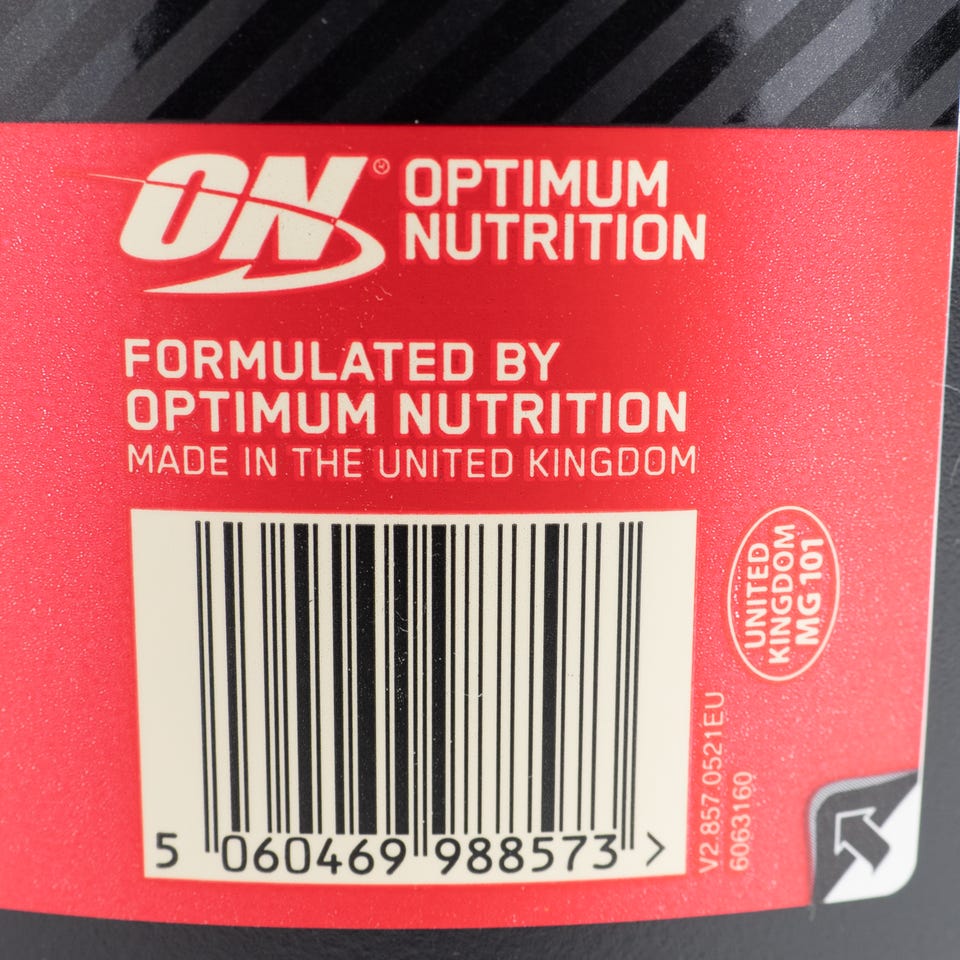 ON®
OPTIMUM
NUTRITION
FORMULATED BY
OPTIMUM NUTRITION
MADE IN THE UNITED KINGDOM
UNITED
KINGDOM
MG 101
V2.857.0521EU
6063160
5 060469 988573 >